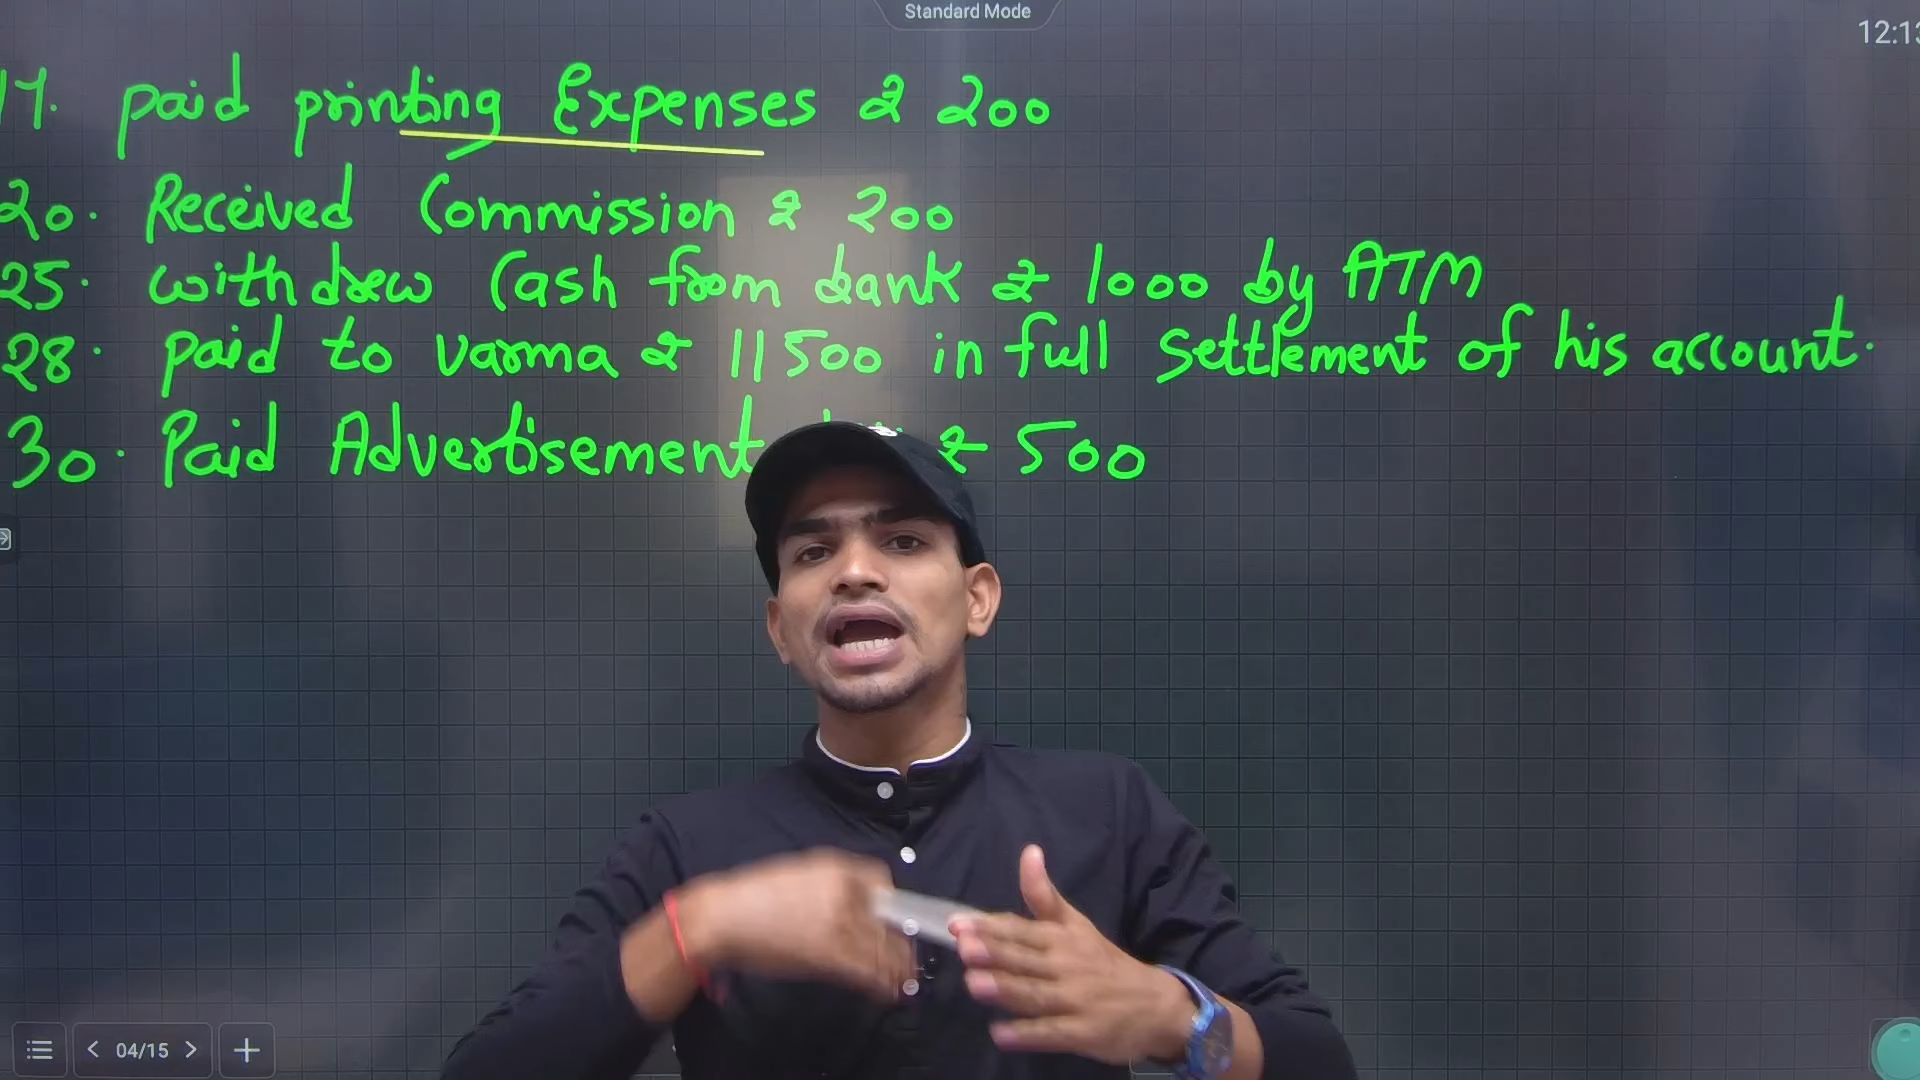 Standard Mode
12:13
17. paid printing Expenses ₹ 200
20. Received Commission ₹ 200
25. withdrew Cash from bank ₹ 1000 by ATM
28. paid to varma ₹ 11500 in full settlement of his account.
30. Paid Advertisement ₹ 500
04/15